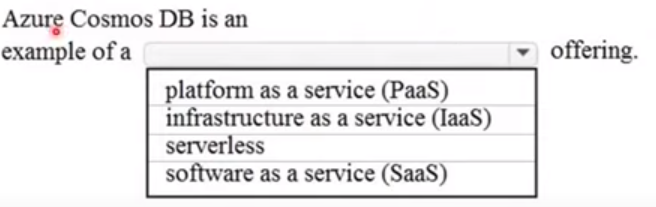 Azure Cosmos DB is an
example of a offering.
platform as a service (PaaS)
infrastructure as a service (IaaS)
serverless
software as a service (SaaS)